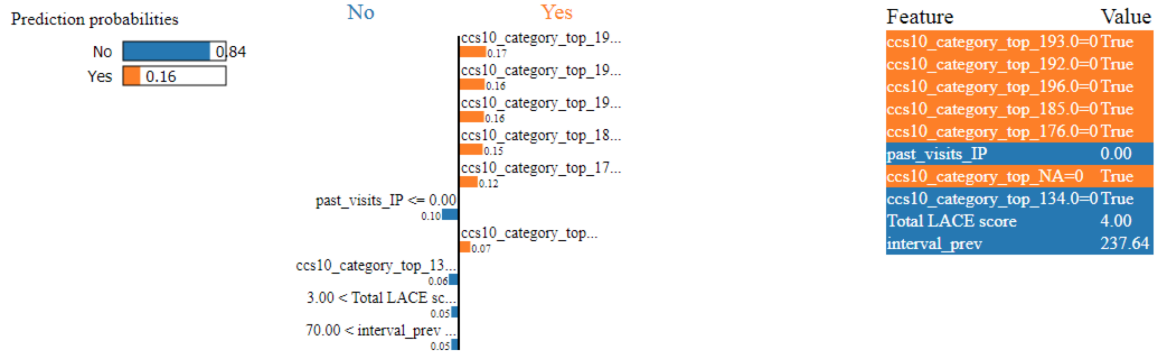 Prediction probabilities
No 0.84
Yes 0.16
No Yes
ccs10_category_top_19...
0.17
ccs10_category_top_19...
0.16
ccs10_category_top_19...
0.16
ccs10_category_top_18...
0.15
ccs10_category_top_17...
0.12
past_visits_IP <= 0.00
0.10
ccs10_category_top...
0.07
ccs10_category_top_13...
0.06
3.00 < Total LACE sc...
0.05
70.00 < interval_prev ...
0.05
Feature Value
ccs10_category_top_193.0=0 True
ccs10_category_top_192.0=0 True
ccs10_category_top_196.0=0 True
ccs10_category_top_185.0=0 True
ccs10_category_top_176.0=0 True
past_visits_IP 0.00
ccs10_category_top_NA=0 True
ccs10_category_top_134.0=0 True
Total LACE score 4.00
interval_prev 237.64